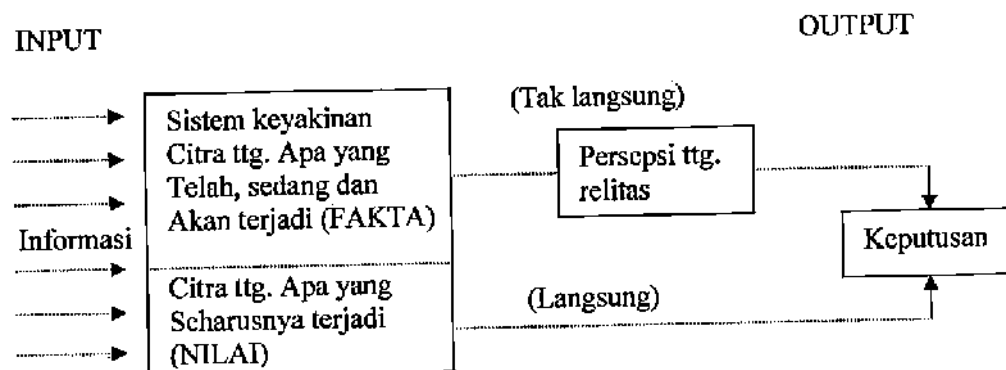 INPUT
OUTPUT
Informasi
Sistem keyakinan
Citra ttg. Apa yang
Telah, sedang dan
Akan terjadi (FAKTA)
Citra ttg. Apa yang
Seharusnya terjadi
(NILAI)
(Tak langsung)
Persepsi ttg.
relitas
(Langsung)
Keputusan